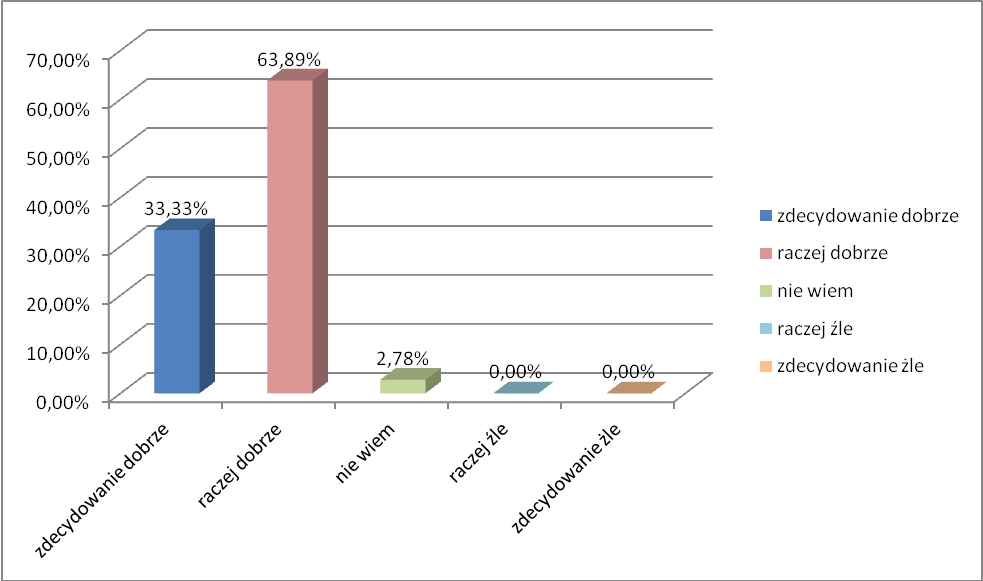 70,00%
60,00%
50,00%
40,00%
30,00%
20,00%
10,00%
0,00%
33,33%
63,89%
2,78%
0,00%
0,00%
zdecydowanie dobrze
raczej dobrze
nie wiem
raczej źle
zdecydowanie żle
zdecydowanie dobrze
raczej dobrze
nie wiem
raczej źle
zdecydowanie żle